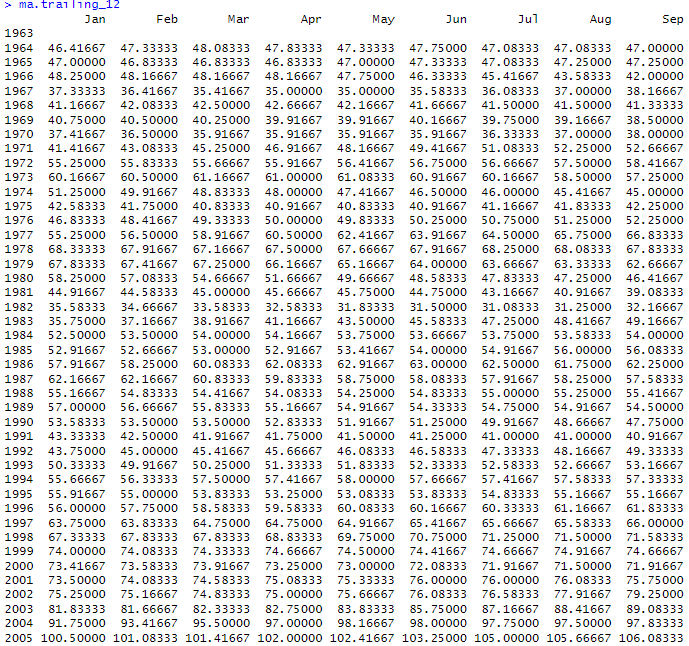 > ma.trailing_12
Jan Feb Mar Apr May Jun Jul Aug Sep
1963
1964 46.41667 47.33333 48.08333 47.83333 47.33333 47.75000 47.08333 47.08333 47.00000
1965 47.00000 46.83333 46.83333 46.83333 47.00000 47.33333 47.08333 47.25000 47.25000
1966 48.25000 48.16667 48.16667 48.16667 47.75000 46.33333 45.41667 43.58333 42.00000
1967 37.33333 36.41667 35.41667 35.00000 35.00000 35.58333 36.08333 37.00000 38.16667
1968 41.16667 42.08333 42.50000 42.66667 42.16667 41.66667 41.50000 41.50000 41.33333
1969 40.75000 40.50000 40.25000 39.91667 39.91667 40.16667 39.75000 39.16667 38.50000
1970 37.41667 36.50000 35.91667 35.91667 35.91667 35.91667 36.33333 37.00000 38.00000
1971 41.41667 43.08333 45.25000 46.91667 48.16667 49.41667 51.08333 52.25000 52.66667
1972 55.25000 55.83333 55.66667 55.91667 56.41667 56.75000 56.66667 57.50000 58.41667
1973 60.16667 60.50000 61.16667 61.00000 61.08333 60.91667 60.16667 58.50000 57.25000
1974 51.25000 49.91667 48.83333 48.00000 47.41667 46.50000 46.00000 45.41667 45.00000
1975 42.58333 41.75000 40.83333 40.91667 40.83333 40.91667 41.16667 41.83333 42.25000
1976 46.83333 48.41667 49.33333 50.00000 49.83333 50.25000 50.75000 51.25000 52.25000
1977 55.25000 56.50000 58.91667 60.50000 62.41667 63.91667 64.50000 65.75000 66.83333
1978 68.33333 67.91667 67.16667 67.50000 67.66667 67.91667 68.25000 68.08333 67.83333
1979 67.83333 67.41667 67.25000 66.16667 65.16667 64.00000 63.66667 63.33333 62.66667
1980 58.25000 57.08333 54.66667 51.66667 49.66667 48.58333 47.83333 47.25000 46.41667
1981 44.91667 44.58333 45.00000 45.66667 45.75000 44.75000 43.16667 40.91667 39.08333
1982 35.58333 34.66667 33.58333 32.58333 31.83333 31.50000 31.08333 31.25000 32.16667
1983 35.75000 37.16667 38.91667 41.16667 43.50000 45.58333 47.25000 48.41667 49.16667
1984 52.50000 53.50000 54.00000 54.16667 53.75000 53.66667 53.75000 53.58333 54.00000
1985 52.91667 52.66667 53.00000 52.91667 53.41667 54.00000 54.91667 56.00000 56.08333
1986 57.91667 58.25000 60.08333 62.08333 62.91667 63.00000 62.50000 61.75000 62.25000
1987 62.16667 62.16667 60.83333 59.83333 58.75000 58.08333 57.91667 58.25000 57.58333
1988 55.16667 54.83333 54.41667 54.08333 54.25000 54.83333 55.00000 55.25000 55.41667
1989 57.00000 56.66667 55.83333 55.16667 54.91667 54.33333 54.75000 54.91667 54.50000
1990 53.58333 53.50000 53.50000 52.83333 51.91667 51.25000 49.91667 48.66667 47.75000
1991 43.33333 42.50000 41.91667 41.75000 41.50000 41.25000 41.00000 41.00000 40.91667
1992 43.75000 45.00000 45.41667 45.66667 46.08333 46.58333 47.33333 48.16667 49.33333
1993 50.33333 49.91667 50.25000 51.33333 51.83333 52.33333 52.58333 52.66667 53.16667
1994 55.66667 56.33333 57.50000 57.41667 58.00000 57.66667 57.41667 57.58333 57.33333
1995 55.91667 55.00000 53.83333 53.25000 53.08333 53.83333 54.83333 55.16667 55.16667
1996 56.00000 57.75000 58.58333 59.58333 60.08333 60.16667 60.33333 61.16667 61.83333
1997 63.75000 63.83333 64.75000 64.75000 64.91667 65.41667 65.66667 65.58333 66.00000
1998 67.33333 67.83333 67.83333 68.83333 69.75000 70.75000 71.25000 71.50000 71.58333
1999 74.00000 74.08333 74.33333 74.66667 74.50000 74.41667 74.66667 74.91667 74.66667
2000 73.41667 73.58333 73.91667 73.25000 73.00000 72.08333 71.91667 71.50000 71.91667
2001 73.50000 74.08333 74.58333 75.08333 75.33333 76.00000 76.00000 76.08333 75.75000
2002 75.25000 75.16667 74.83333 75.66667 75.66667 76.08333 76.58333 77.91667 79.25000
2003 81.83333 81.66667 82.33333 82.75000 83.83333 85.75000 87.16667 88.41667 89.08333
2004 91.75000 93.41667 95.50000 97.00000 98.16667 98.00000 97.75000 97.50000 97.83333
2005 100.50000 101.08333 101.41667 102.00000 102.41667 103.25000 105.00000 105.66667 106.08333